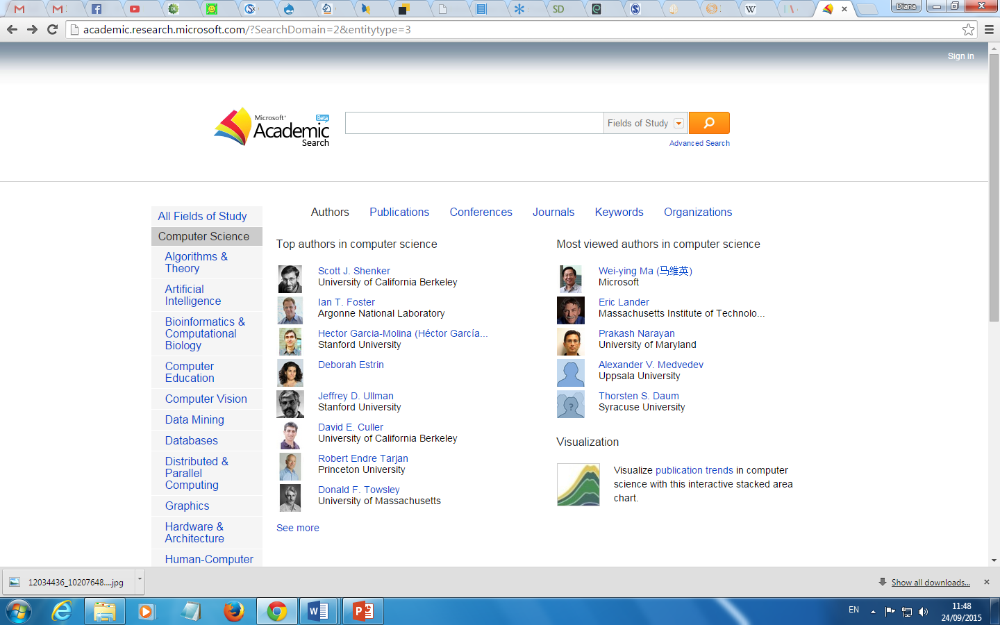 SD
W
Diana
academic.research.microsoft.com/?SearchDomain=2&entitytype=3
Sign in
Microsoft
Beta
Academic
Search
Fields of Study
Advanced Search
All Fields of Study
Computer Science
Algorithms &
Theory
Artificial
Intelligence
Bioinformatics &
Computational
Biology
Computer
Education
Computer Vision
Data Mining
Databases
Distributed &
Parallel
Computing
Graphics
Hardware &
Architecture
Human-Computer
Authors Publications Conferences Journals Keywords Organizations
Top authors in computer science
Scott J. Shenker
University of California Berkeley
Ian T. Foster
Argonne National Laboratory
Hector Garcia-Molina (Héctor García...
Stanford University
Deborah Estrin
Jeffrey D. Ullman
Stanford University
David E. Culler
University of California Berkeley
Robert Endre Tarjan
Princeton University
Donald F. Towsley
University of Massachusetts
See more
Most viewed authors in computer science
Wei-ying Ma (马维英)
Microsoft
Eric Lander
Massachusetts Institute of Technolo...
Prakash Narayan
University of Maryland
Alexander V. Medvedev
Uppsala University
Thorsten S. Daum
Syracuse University
Visualization
Visualize publication trends in computer
science with this interactive stacked area
chart.
12034436_10207648....jpg
Show all downloads...
EN
11:48
24/09/2015